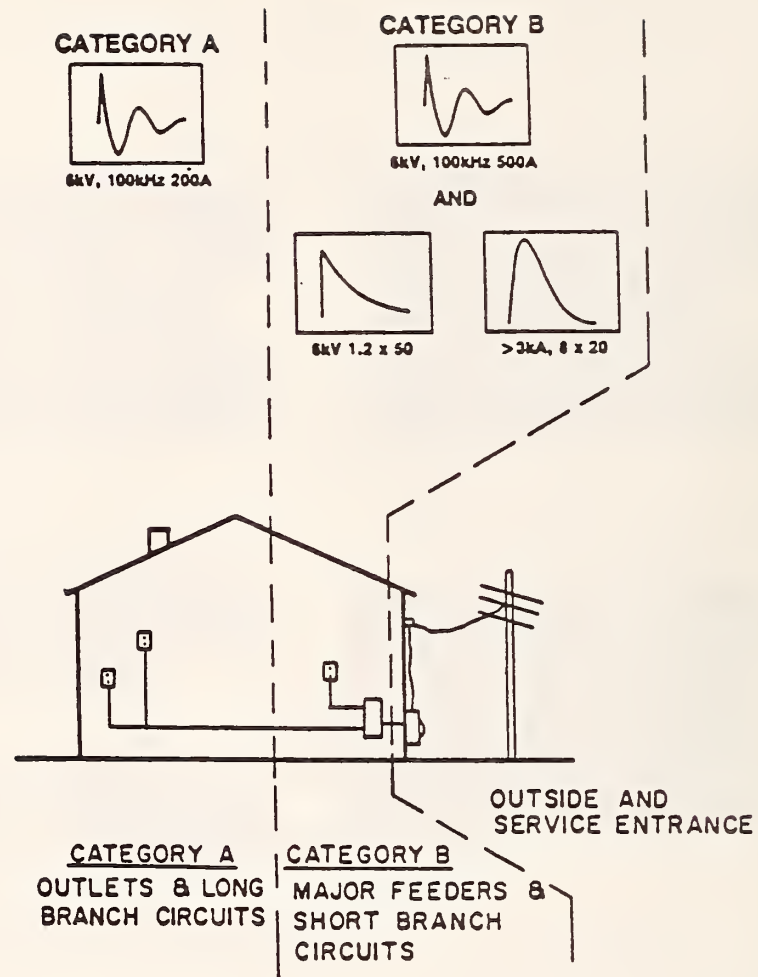 CATEGORY A
6kV, 100kHz 200A
CATEGORY B
6kV, 100kHz 500A
AND
6kV 1.2 x 50
>3kA, 8 x 20
OUTSIDE AND
SERVICE ENTRANCE
CATEGORY A
OUTLETS & LONG
BRANCH CIRCUITS
CATEGORY B
MAJOR FEEDERS &
SHORT BRANCH
CIRCUITS